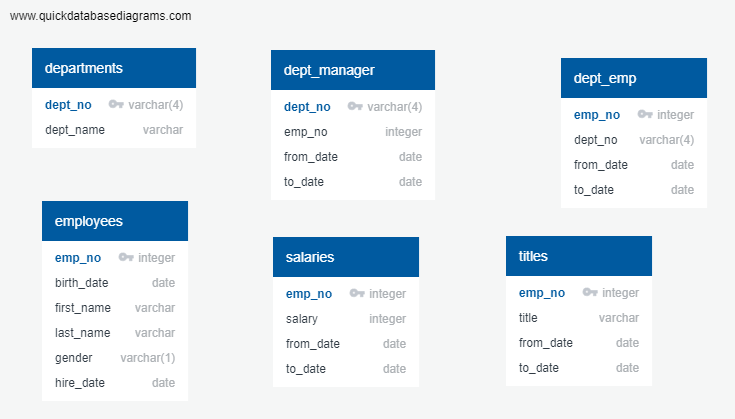 www.quickdatabasediagrams.com
departments
dept_no varchar(4)
dept_name varchar
dept_manager
dept_no varchar(4)
emp_no integer
from_date date
to_date date
dept_emp
emp_no integer
dept_no varchar(4)
from_date date
to_date date
employees
emp_no integer
birth_date date
first_name varchar
last_name varchar
gender varchar(1)
hire_date date
salaries
emp_no integer
salary integer
from_date date
to_date date
titles
emp_no integer
title varchar
from_date date
to_date date